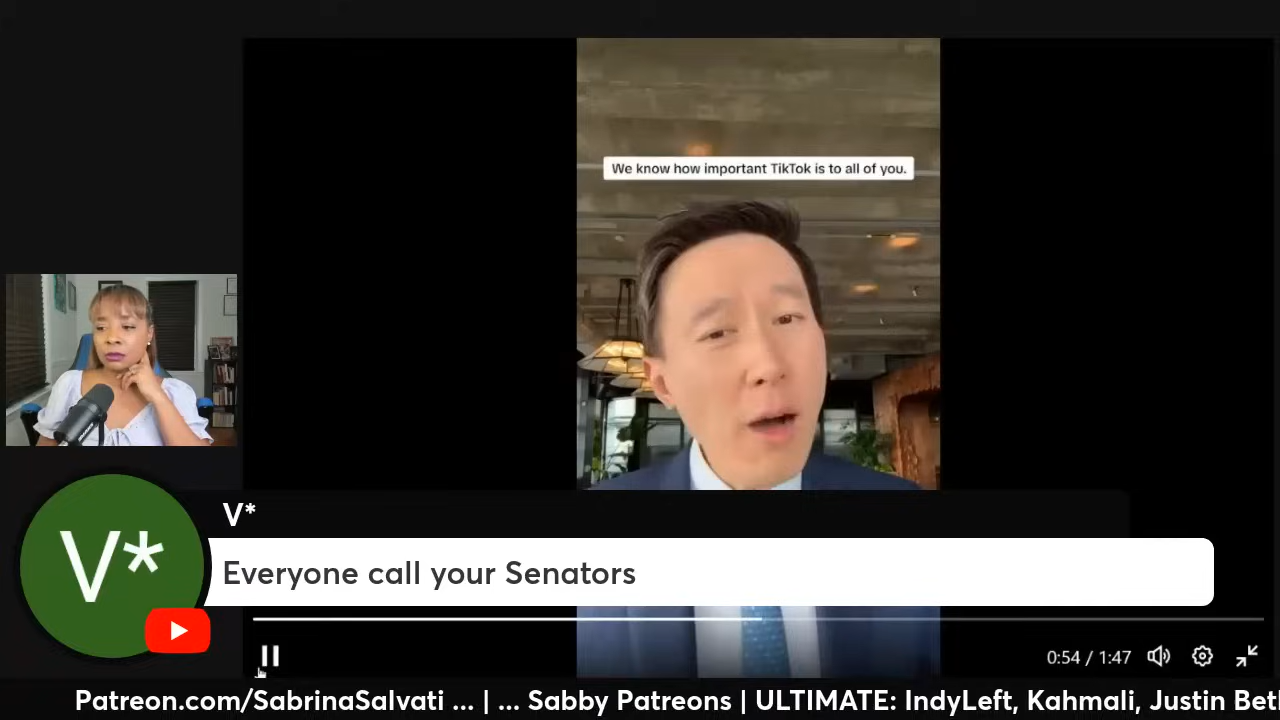 We know how important TikTok is to all of you.
V*
V*
Everyone call your Senators
0:54 / 1:47
Patreon.com/SabrinaSalvati ... | ... Sabby Patreons | ULTIMATE: IndyLeft, Kahmali, Justin Bet